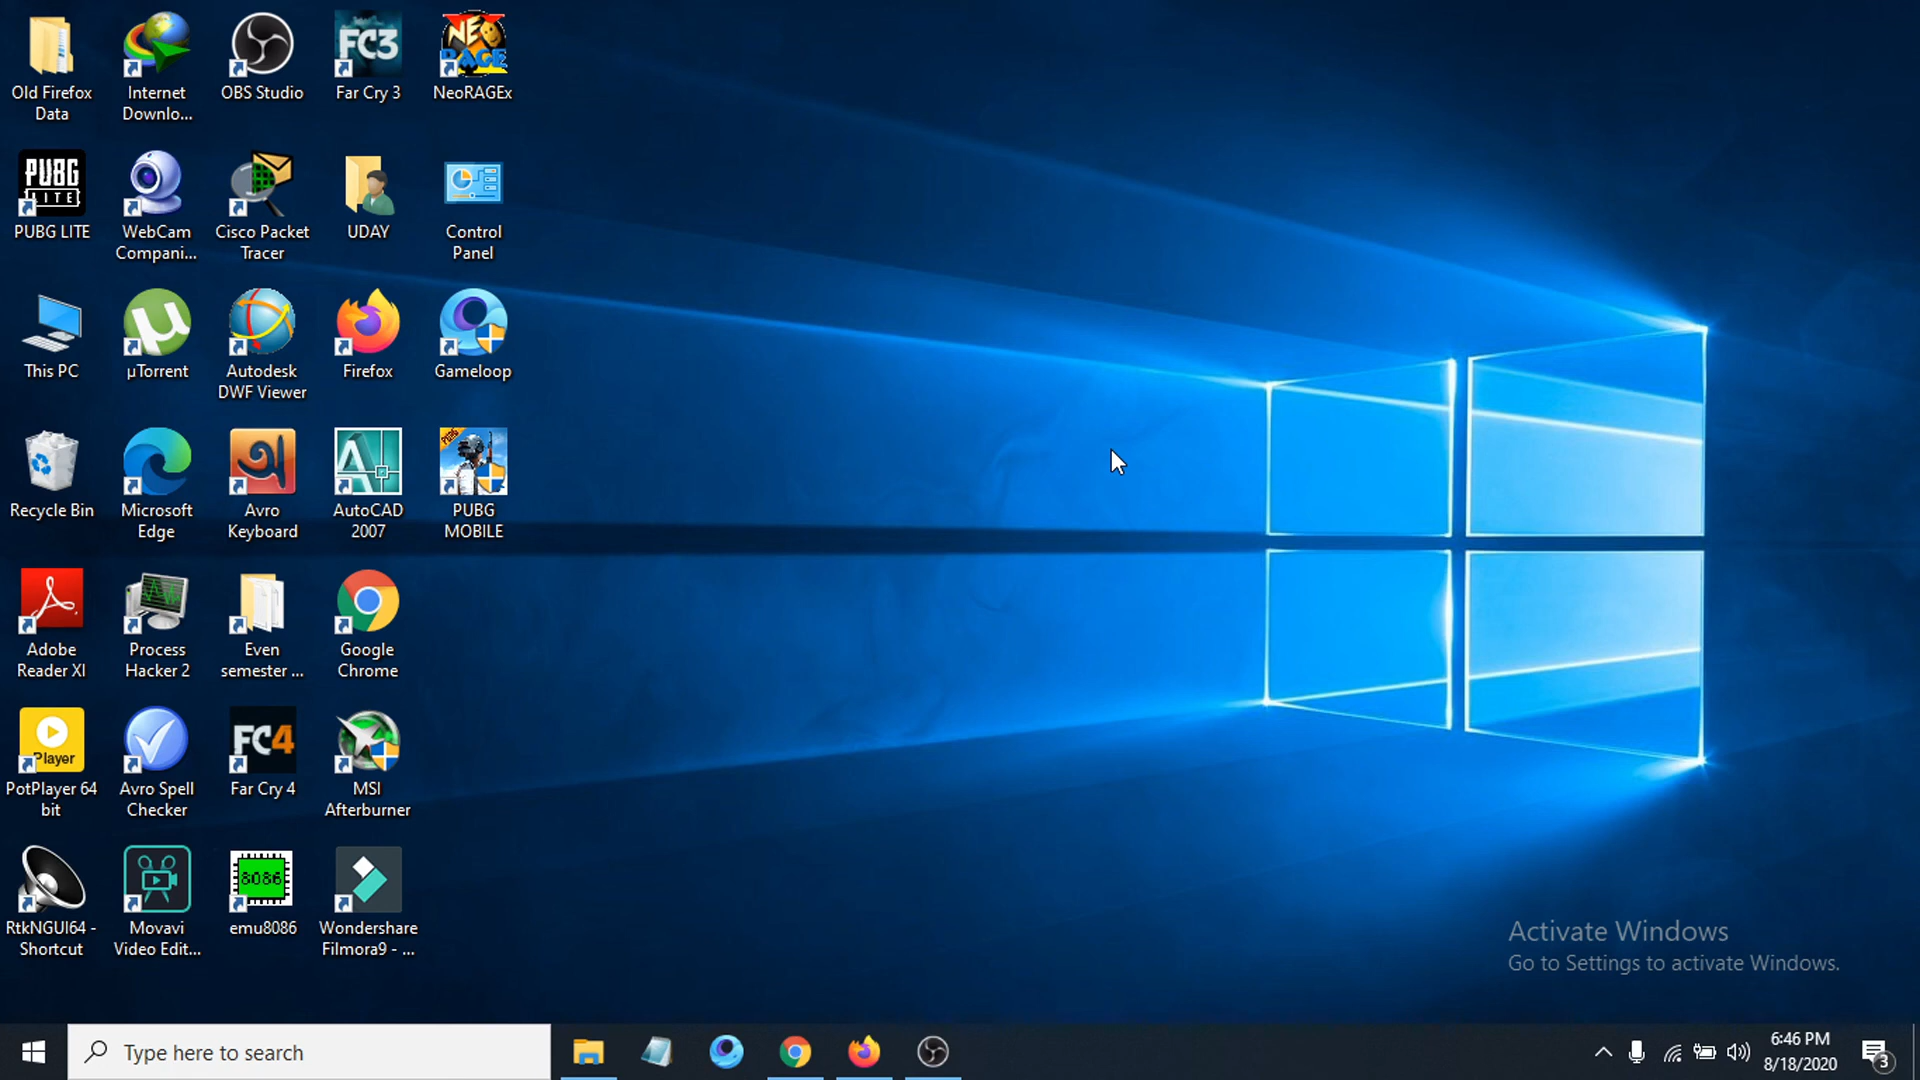 Old Firefox
Data
Internet
Downlo...
OBS Studio
FC3
Far Cry 3
NEO
RAGE
NeoRAGEx
PUBG
LITE
PUBG LITE
WebCam
Compani...
Cisco Packet
Tracer
UDAY
Control
Panel
This PC
µ
µTorrent
Autodesk
DWF Viewer
Firefox
Gameloop
Recycle Bin
Microsoft
Edge
অ
Avro
Keyboard
AutoCAD
2007
PUBG
PUBG
MOBILE
Adobe
Reader XI
Process
Hacker 2
Even
semester ...
Google
Chrome
Player
PotPlayer 64
bit
Avro Spell
Checker
FC4
Far Cry 4
MSI
Afterburner
RtkNGUI64 -
Shortcut
Movavi
Video Edit...
8086
emu8086
Wondershare
Filmora9 - ...
Activate Windows
Go to Settings to activate Windows.
Type here to search
6:46 PM
8/18/2020
3